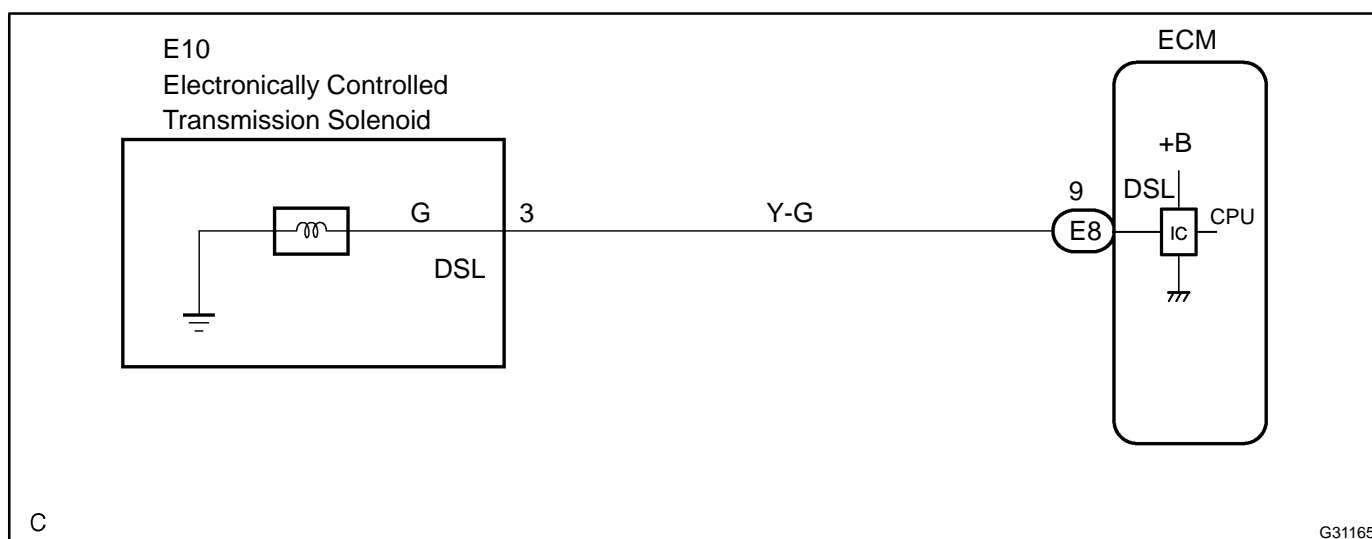 E10
Electronically Controlled
Transmission Solenoid
ECM
+B
G
3
Y-G
9
E8
DSL
IC
CPU
DSL
C
G31165